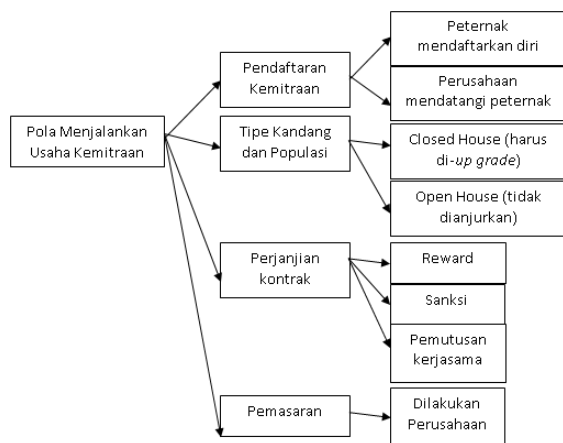 Pola Menjalankan
Usaha Kemitraan
Pendaftaran
Kemitraan
Peternak
mendaftarkan diri
Perusahaan
mendatangi peternak
Tipe Kandang
dan Populasi
Closed House (harus
di-up grade)
Open House (tidak
dianjurkan)
Perjanjian
kontrak
Reward
Sanksi
Pemutusan
kerjasama
Pemasaran
Dilakukan
Perusahaan